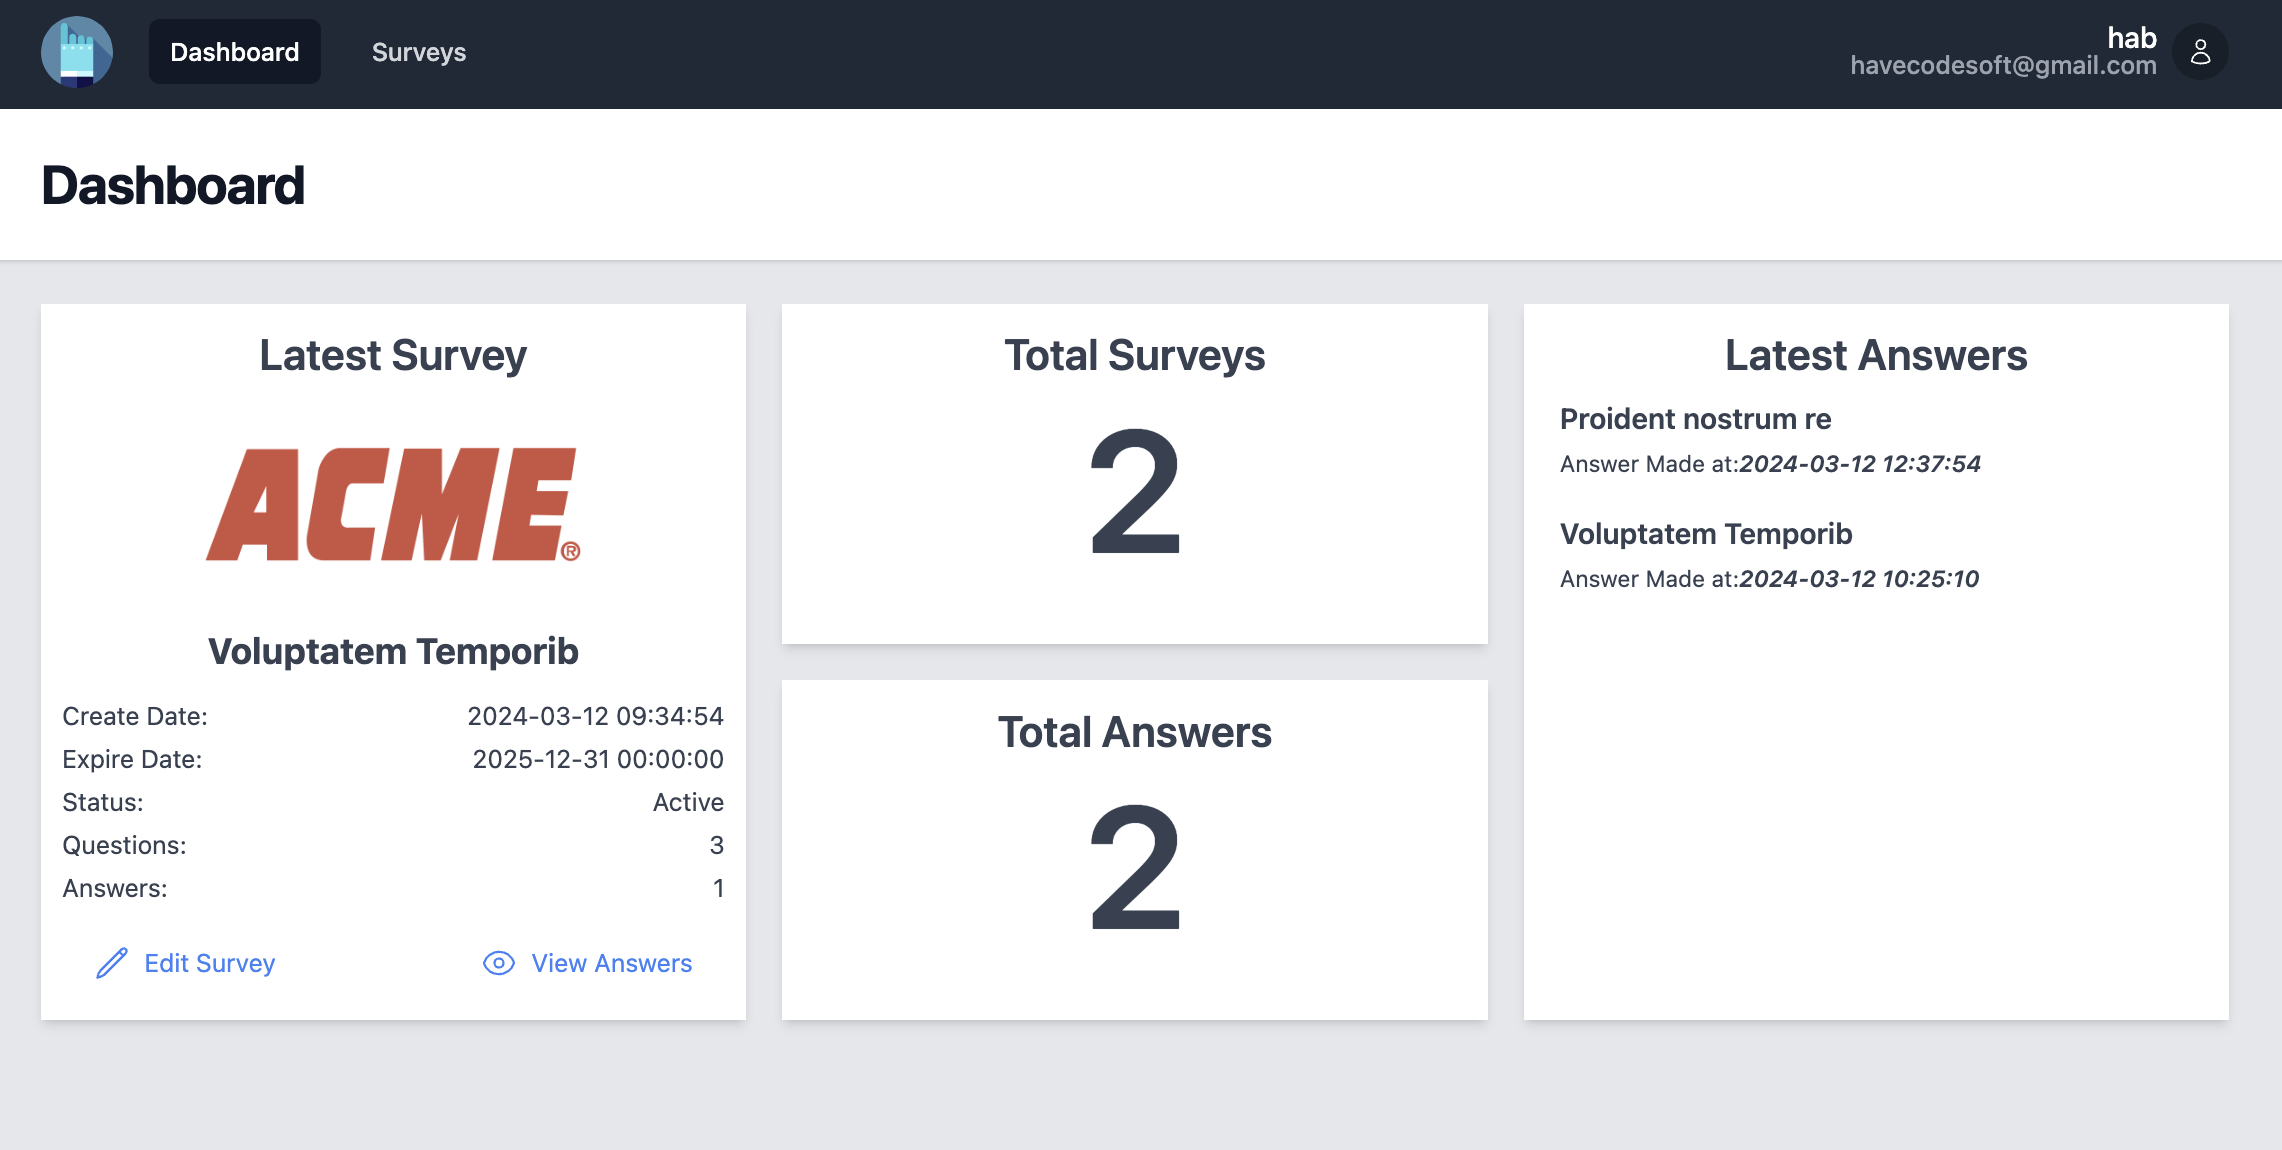 Dashboard
Surveys
hab
havecodesoft@gmail.com
Dashboard
Latest Survey
ACME®
Voluptatem Temporib
Create Date: 2024-03-12 09:34:54
Expire Date: 2025-12-31 00:00:00
Status: Active
Questions: 3
Answers: 1
Edit Survey
View Answers
Total Surveys
2
Total Answers
2
Latest Answers
Proident nostrum re
Answer Made at:2024-03-12 12:37:54
Voluptatem Temporib
Answer Made at:2024-03-12 10:25:10